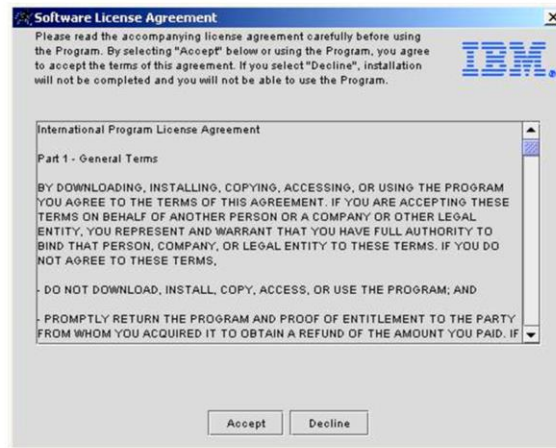 Software License Agreement
Please read the accompanying license agreement carefully before using
the Program. By selecting "Accept" below or using the Program, you agree
to accept the terms of this agreement. If you select "Decline", installation
will not be completed and you will not be able to use the Program.
IBM.
International Program License Agreement
Part 1 - General Terms
BY DOWNLOADING, INSTALLING, COPYING, ACCESSING, OR USING THE PROGRAM
YOU AGREE TO THE TERMS OF THIS AGREEMENT. IF YOU ARE ACCEPTING THESE
TERMS ON BEHALF OF ANOTHER PERSON OR A COMPANY OR OTHER LEGAL
ENTITY, YOU REPRESENT AND WARRANT THAT YOU HAVE FULL AUTHORITY TO
BIND THAT PERSON, COMPANY, OR LEGAL ENTITY TO THESE TERMS. IF YOU DO
NOT AGREE TO THESE TERMS,
- DO NOT DOWNLOAD, INSTALL, COPY, ACCESS, OR USE THE PROGRAM; AND
- PROMPTLY RETURN THE PROGRAM AND PROOF OF ENTITLEMENT TO THE PARTY
FROM WHOM YOU ACQUIRED IT TO OBTAIN A REFUND OF THE AMOUNT YOU PAID. IF
Accept Decline